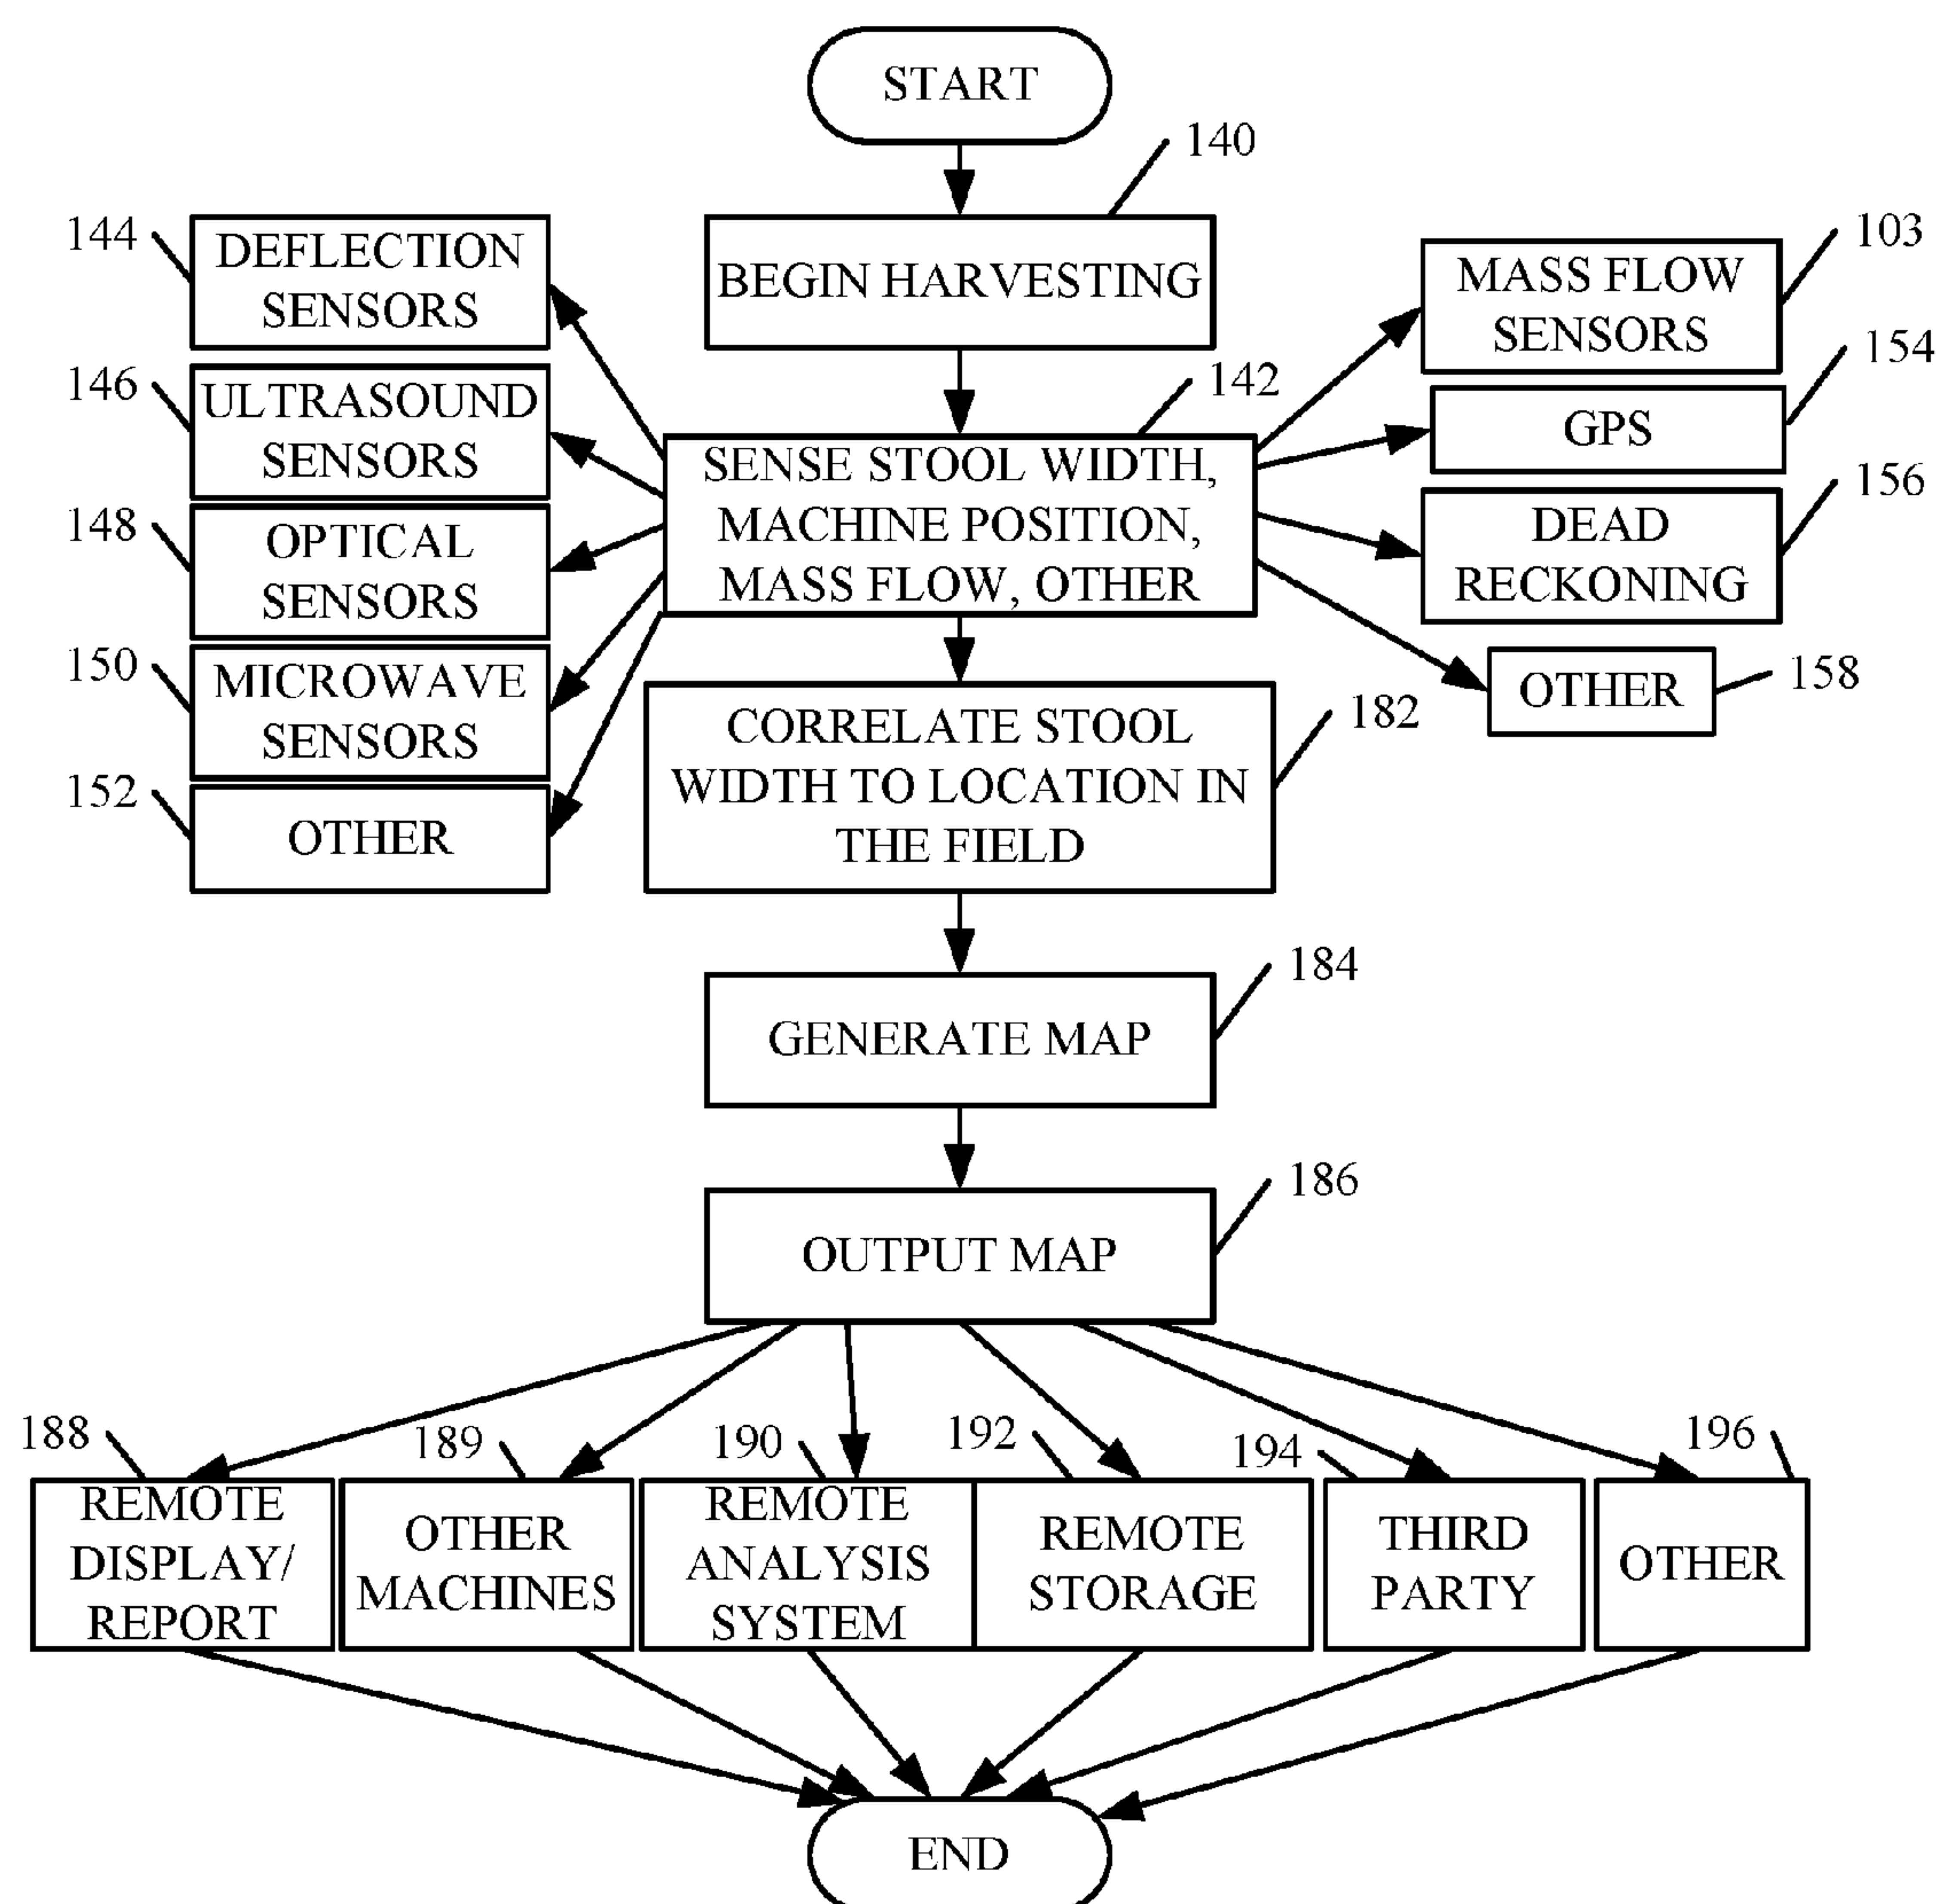 START
140
BEGIN HARVESTING
144
DEFLECTION
SENSORS
146
ULTRASOUND
SENSORS
148
OPTICAL
SENSORS
150
MICROWAVE
SENSORS
152
OTHER
142
SENSE STOOL WIDTH,
MACHINE POSITION,
MASS FLOW, OTHER
103
MASS FLOW
SENSORS
154
GPS
156
DEAD
RECKONING
158
OTHER
182
CORRELATE STOOL
WIDTH TO LOCATION IN
THE FIELD
184
GENERATE MAP
186
OUTPUT MAP
188
REMOTE
DISPLAY/
REPORT
189
OTHER
MACHINES
190
REMOTE
ANALYSIS
SYSTEM
192
REMOTE
STORAGE
194
THIRD
PARTY
196
OTHER
END